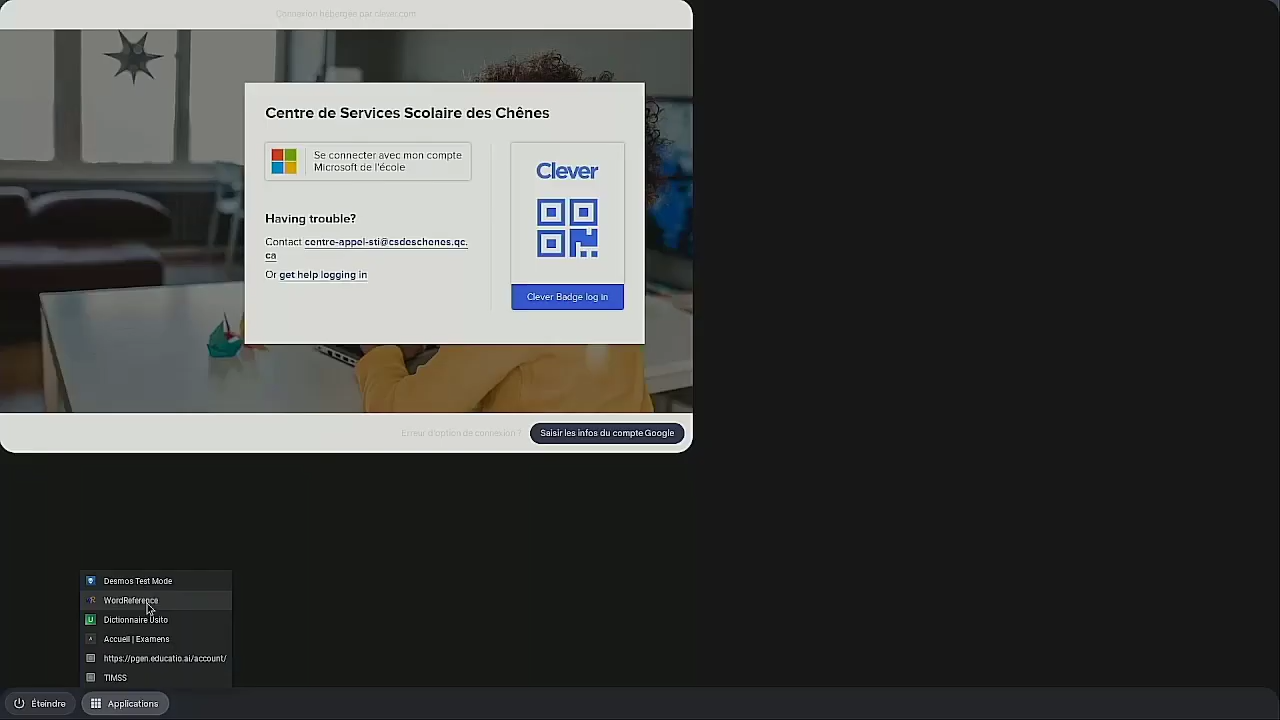 Connexion hébergée par clever.com
Centre de Services Scolaire des Chênes
Se connecter avec mon compte
Microsoft de l'école
Clever
Having trouble?
Contact centre-appel-sti@csdeschenes.qc.
ca
Or get help logging in
Clever Badge log in
Erreur d'option de connexion ?
Saisir les infos du compte Google
Desmos Test Mode
WordReference
Dictionnaire Usito
Accueil | Examens
https://pgen.educatio.ai/account/
TIMSS
Éteindre
Applications